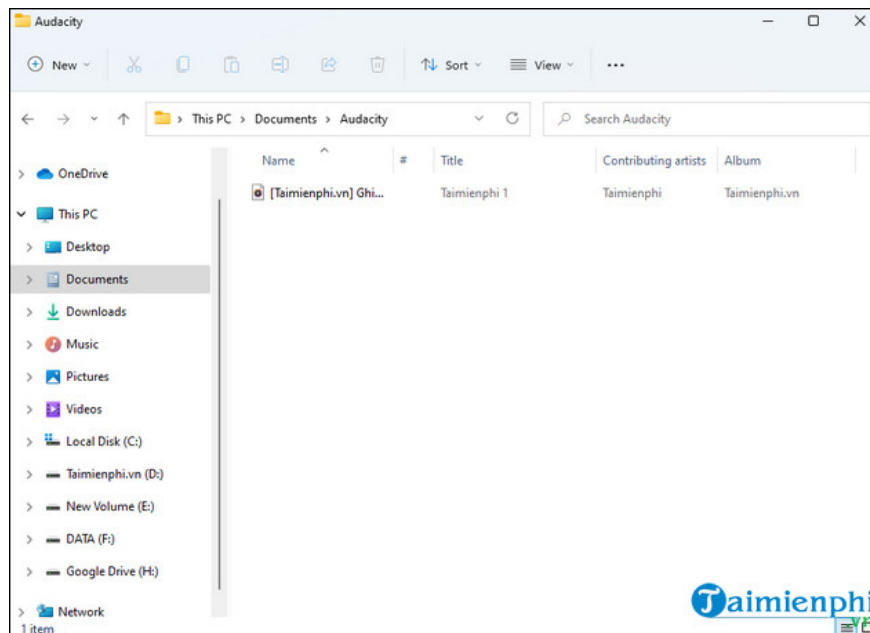 Audacity
New
Sort
View
This PC > Documents > Audacity
Search Audacity
Name # Title Contributing artists Album
[Taimienphi.vn] Ghi... Taimienphi 1 Taimienphi Taimienphi.vn
OneDrive
This PC
Desktop
Documents
Downloads
Music
Pictures
Videos
Local Disk (C:)
Taimienphi.vn (D:)
New Volume (E:)
DATA (F:)
Google Drive (H:)
Network
1 item
Taimienphi